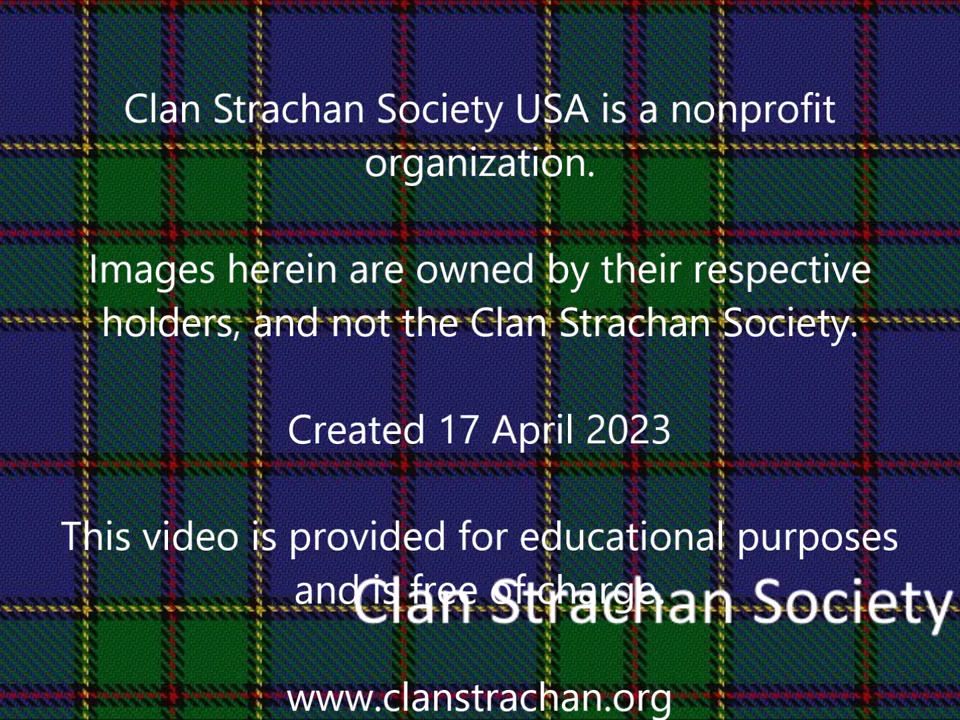 Clan Strachan Society USA is a nonprofit
organization.
Images herein are owned by their respective
holders, and not the Clan Strachan Society.
Created 17 April 2023
This video is provided for educational purposes
and is free of charge.
Clan Strachan Society
www.clanstrachan.org